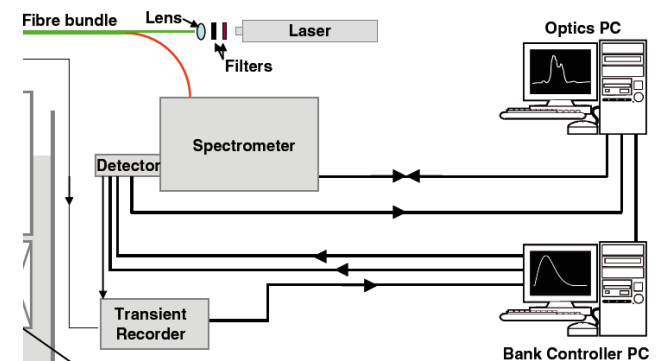 Fibre bundle
Lens
Laser
Filters
Optics PC
Spectrometer
Detector
Transient
Recorder
Bank Controller PC